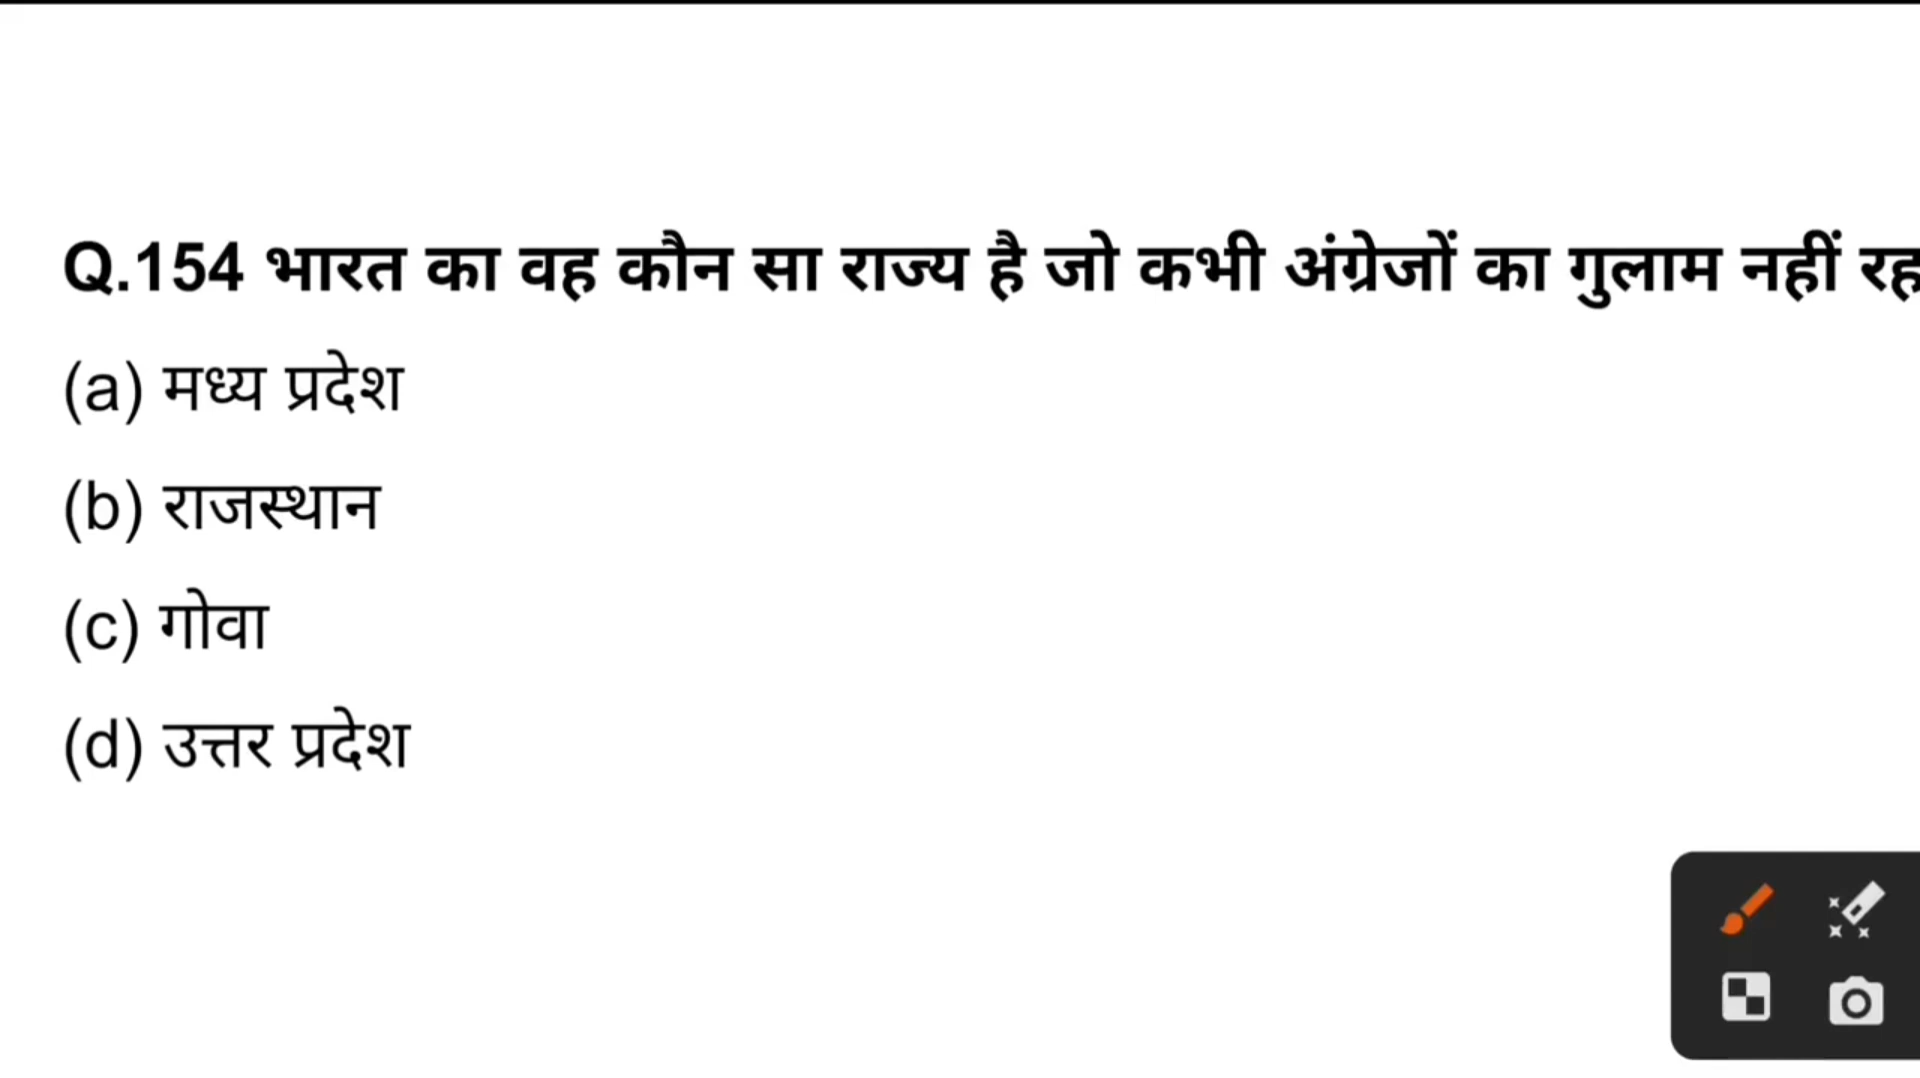 Q.154 भारत का वह कौन सा राज्य है जो कभी अंग्रेजों का गुलाम नहीं
(a) मध्य प्रदेश
(b) राजस्थान
(c) गोवा
(d) उत्तर प्रदेश